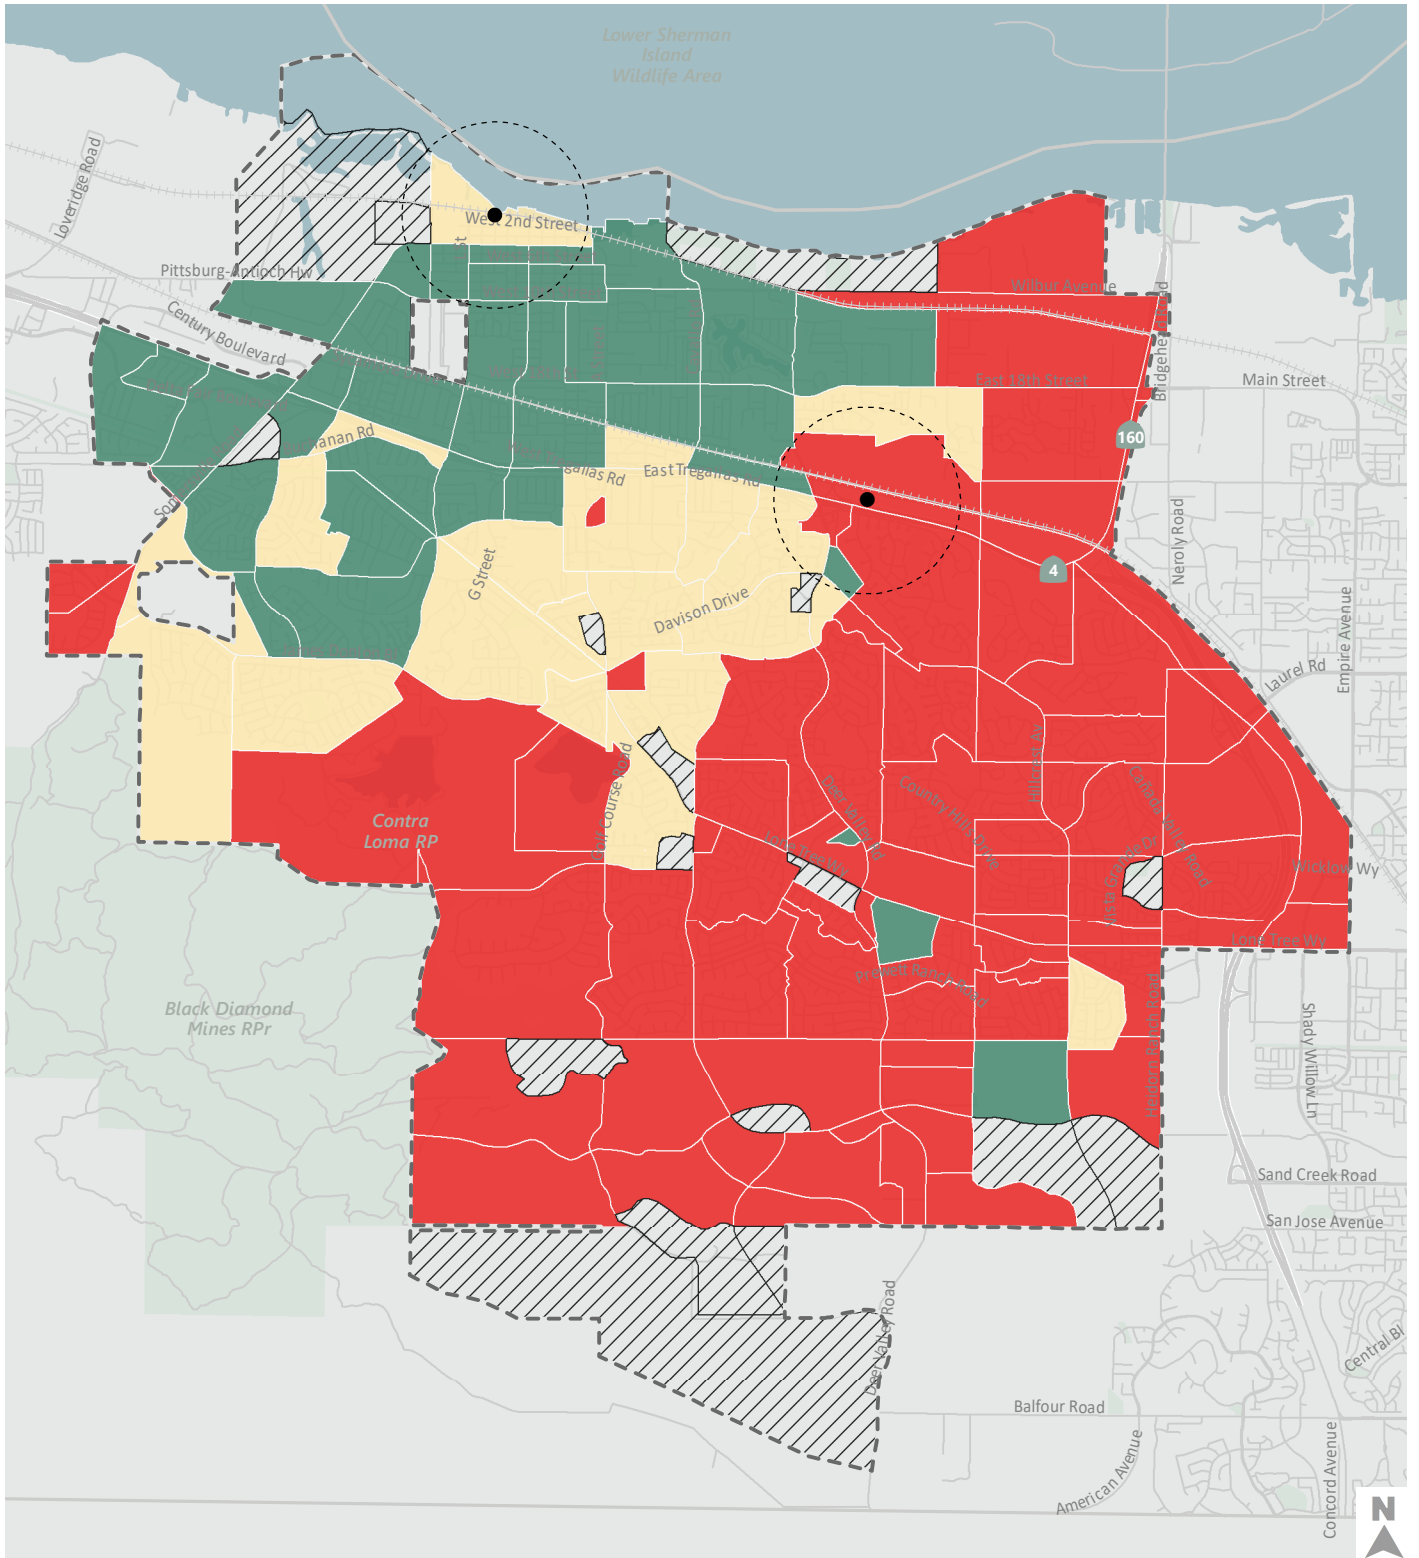 Lower Sherman
Island
Wildlife Area
Loveridge Road
West 2nd Street
St
Pittsburg-Antioch Hw
Century Boulevard
Wilbur Avenue
Bridgehead Road
East 18th Street
Main Street
160
Buchanan Rd
East Tregallas Rd
Neroly Road
4
G Street
Davison Drive
Empire Avenue
Laurel Rd
Hillcrest Av
Golf Course Road
Deer Valley Rd
Country Hills Drive
Cañada Valley Road
Contra
Loma RP
Lone Tree Wy
Vista Grande Dr
Wicklow Wy
Lone Tree Wy
Prewett Ranch Road
Black Diamond
Mines RPr
Heidorn Ranch Road
Shady Willow Ln
Sand Creek Road
San Jose Avenue
Deer Valley Road
Central Bl
Balfour Road
American Avenue
Concord Avenue
N